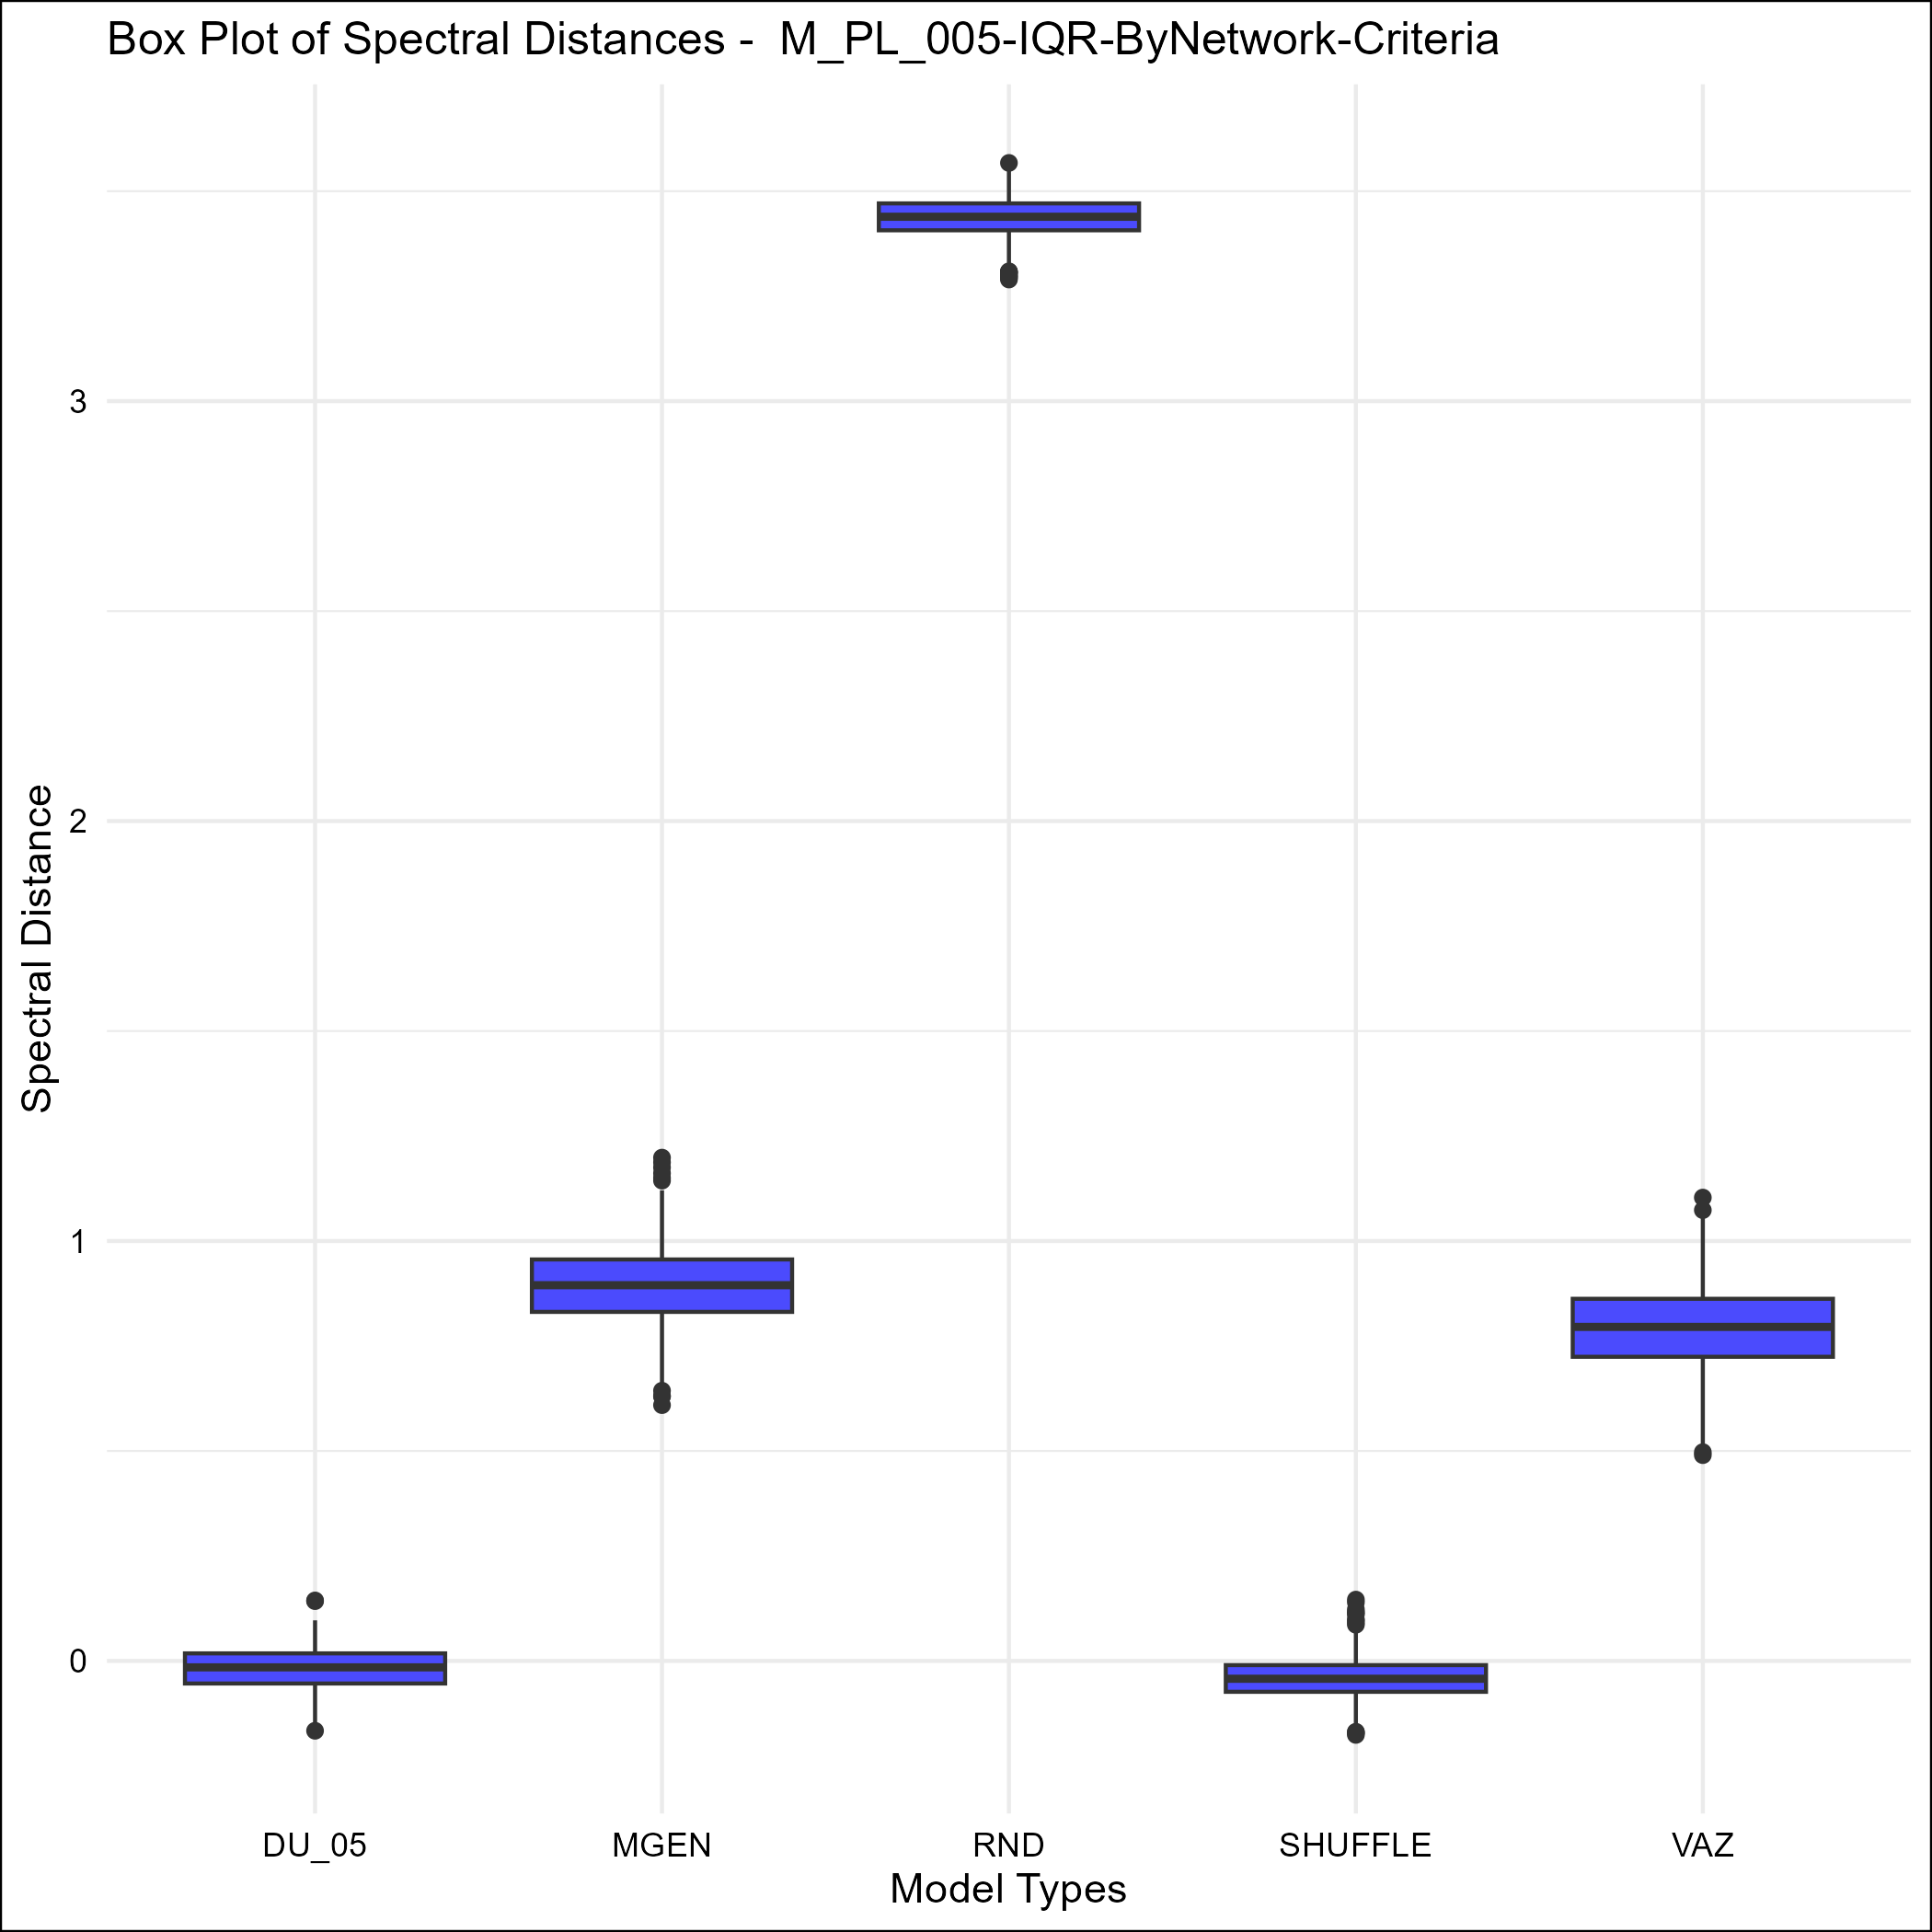 Box Plot of Spectral Distances -  M_PL_005-IQR-ByNetwork-Criteria
Spectral Distance
3
2
1
0
DU_05 MGEN RND SHUFFLE VAZ
Model Types